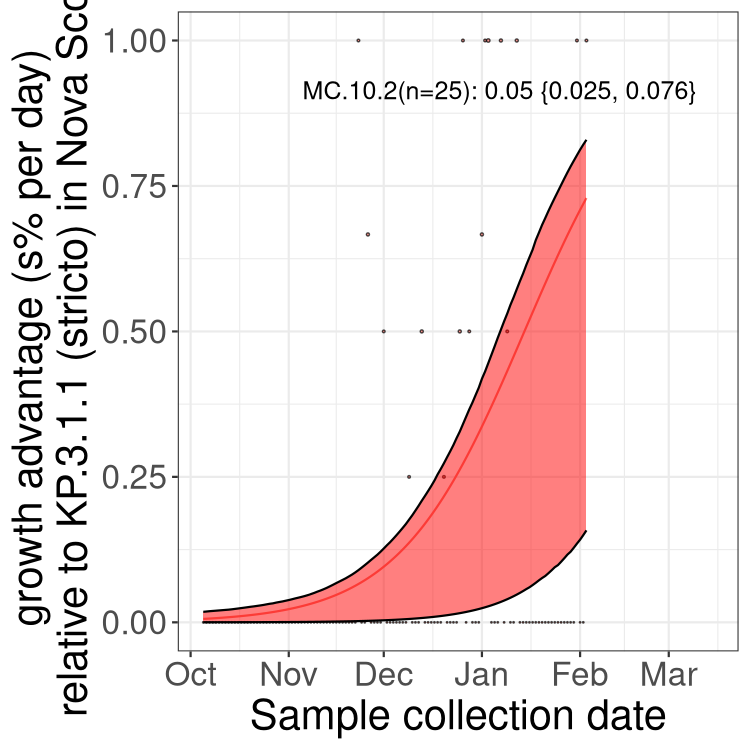 growth advantage (s% per day)
relative to KP.3.1.1 (stricto) in Nova Sco
1.00
0.75
0.50
0.25
0.00
MC.10.2(n=25): 0.05 {0.025, 0.076}
Oct Nov Dec Jan Feb Mar
Sample collection date